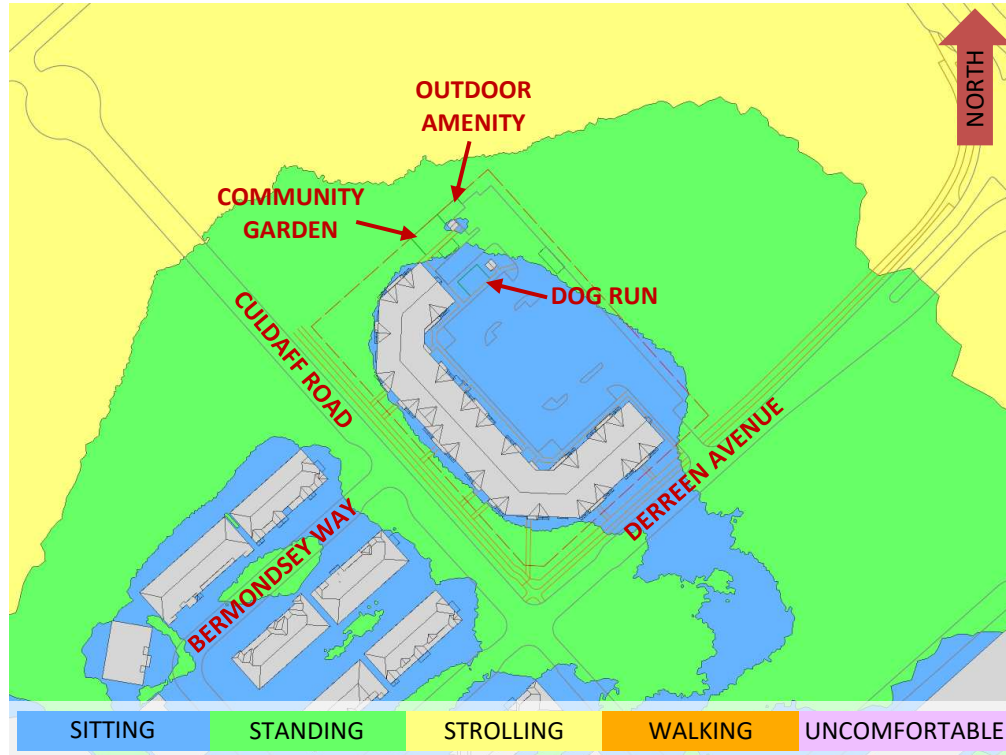 OUTDOOR
AMENITY
NORTH
COMMUNITY
GARDEN
DOG RUN
CULDAFF ROAD
DERREEN AVENUE
BERMONDSEY WAY
SITTING
STANDING
STROLLING
WALKING
UNCOMFORTABLE